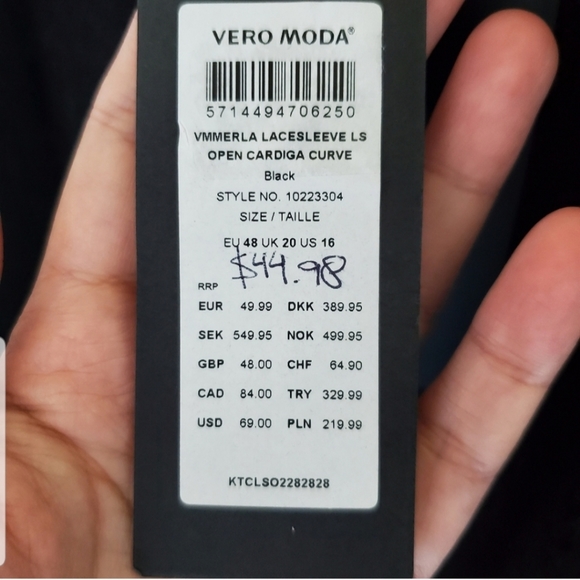 VERO MODA®
5714494706250
VMMERLA LACESLEEVE LS
OPEN CARDIGA CURVE
Black
STYLE NO. 10223304
SIZE / TAILLE
EU 48 UK 20 US 16
$44.98
RRP
EUR 49.99 DKK 389.95
SEK 549.95 NOK 499.95
GBP 48.00 CHF 64.90
CAD 84.00 TRY 329.99
USD 69.00 PLN 219.99
KTCLSO2282828